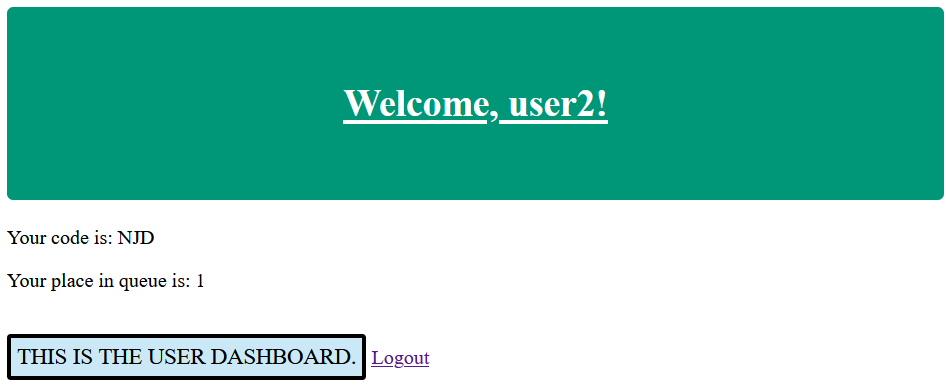 Welcome, user2!
Your code is: NJD
Your place in queue is: 1
THIS IS THE USER DASHBOARD. Logout